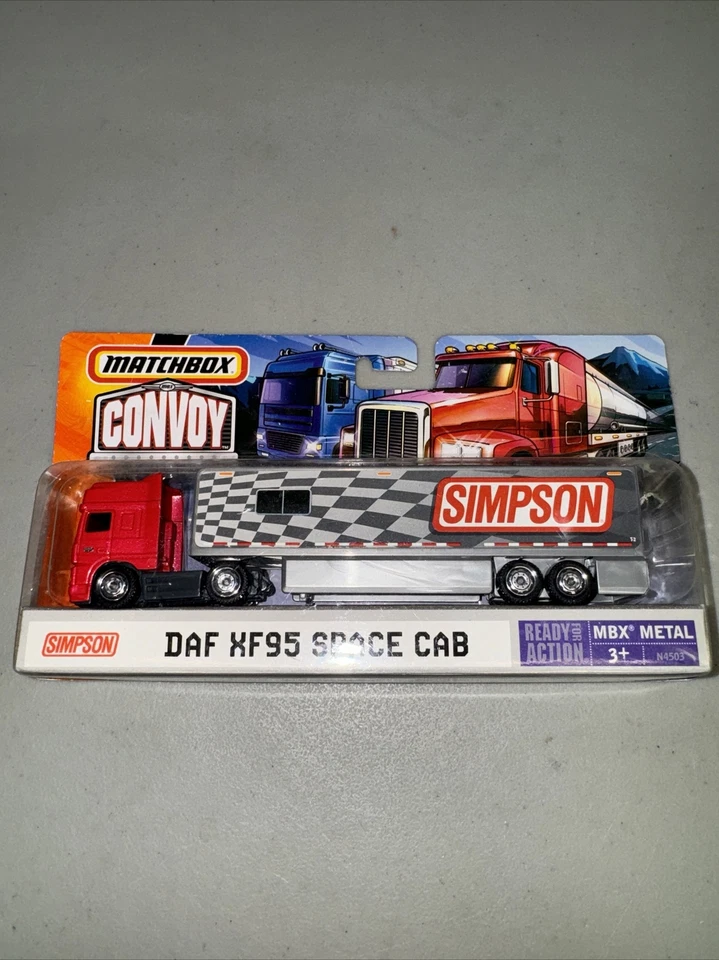 MATCHBOX
CONVOY
SIMPSON
SIMPSON
DAF XF95 SPACE CAB
READY FOR ACTION
MBX® METAL
3+
N4503